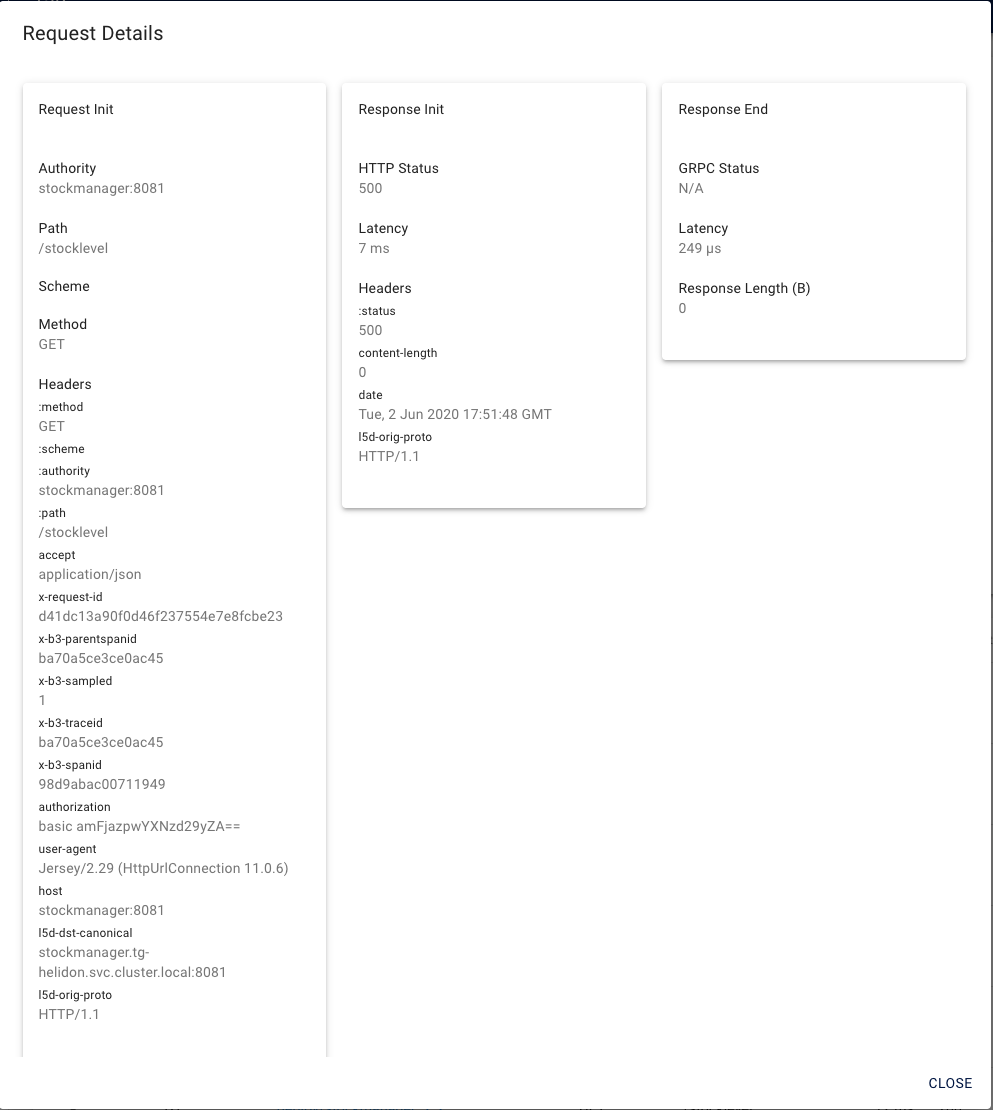 Request Details
Request Init
Authority
stockmanager:8081
Path
/stocklevel
Scheme
Method
GET
Headers
:method
GET
:scheme
:authority
stockmanager:8081
:path
/stocklevel
accept
application/json
x-request-id
d41dc13a90f0d46f237554e7e8fcbe23
x-b3-parentspanid
ba70a5ce3ce0ac45
x-b3-sampled
1
x-b3-traceid
ba70a5ce3ce0ac45
x-b3-spanid
98d9abac00711949
authorization
basic amFjazpwYXNzd29yZA==
user-agent
Jersey/2.29 (HttpUrlConnection 11.0.6)
host
stockmanager:8081
l5d-dst-canonical
stockmanager.tg-
helidon.svc.cluster.local:8081
l5d-orig-proto
HTTP/1.1
Response Init
HTTP Status
500
Latency
7 ms
Headers
:status
500
content-length
0
date
Tue, 2 Jun 2020 17:51:48 GMT
l5d-orig-proto
HTTP/1.1
Response End
GRPC Status
N/A
Latency
249 µs
Response Length (B)
0
CLOSE